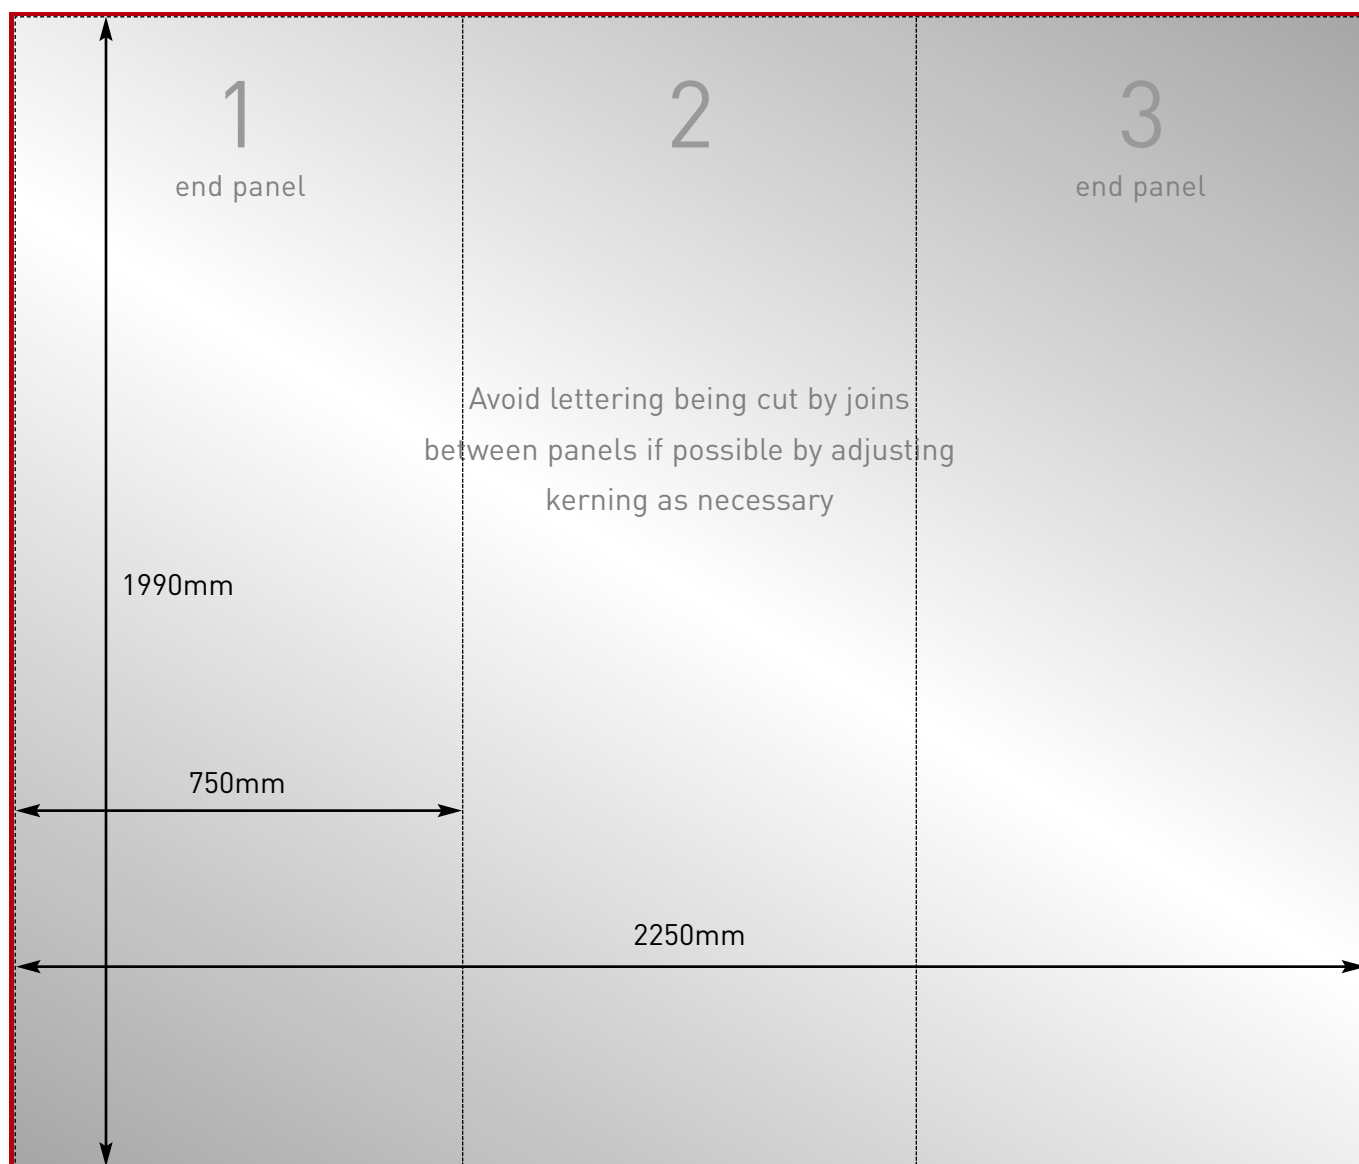 1
2
3
end panel
end panel
Avoid lettering being cut by joins
between panels if possible by adjusting
kerning as necessary
1990mm
750mm
2250mm